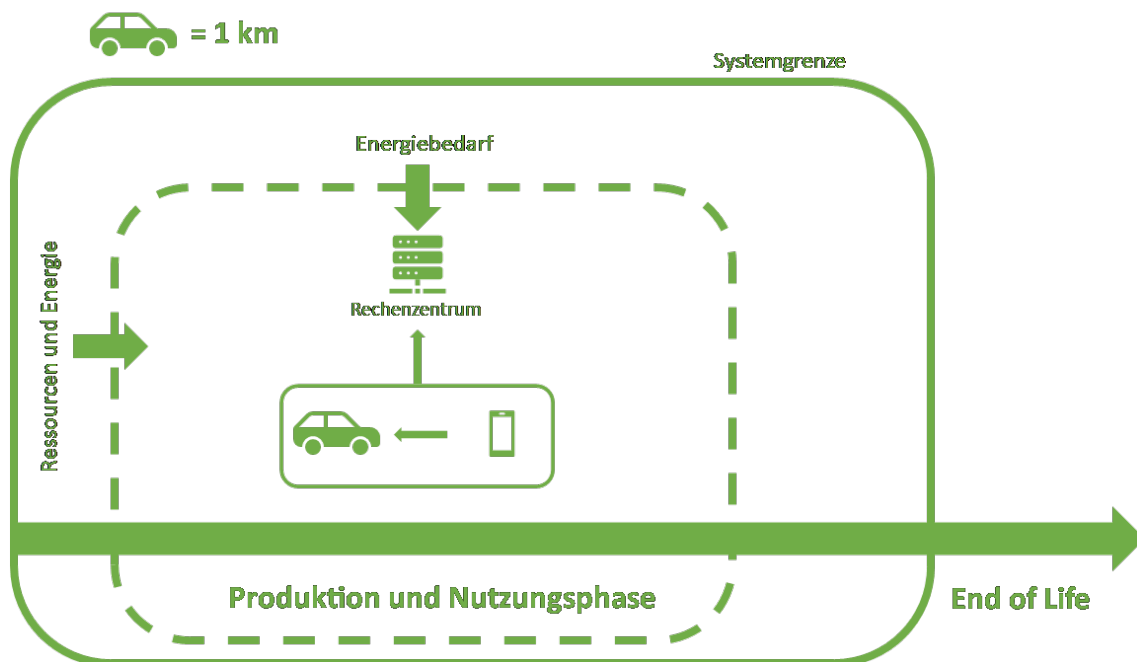 = 1 km
Systemgrenze
Energiebedarf
Ressourcen und Energie
Rechenzentrum
Produktion und Nutzungsphase
End of Life